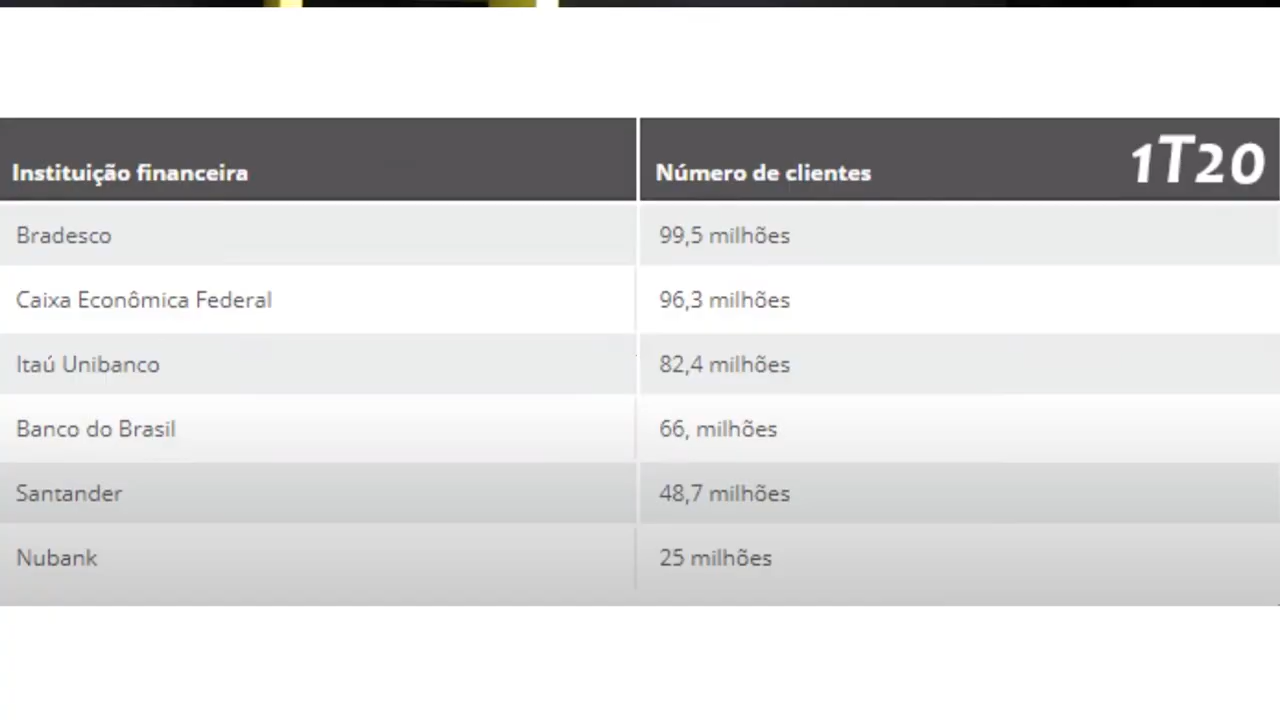 Instituição financeira
Número de clientes
1T20
Bradesco
99,5 milhões
Caixa Econômica Federal
96,3 milhões
Itaú Unibanco
82,4 milhões
Banco do Brasil
66, milhões
Santander
48,7 milhões
Nubank
25 milhões